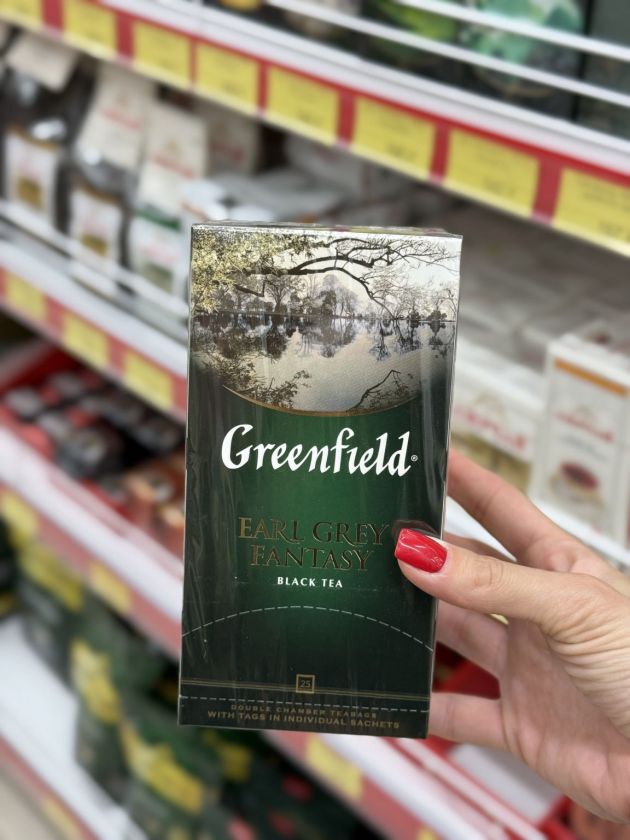 Greenfield®
EARL GREY
FANTASY
BLACK TEA
25
DOUBLE CHAMBER TEABAGS
WITH TAGS IN INDIVIDUAL SACHETS